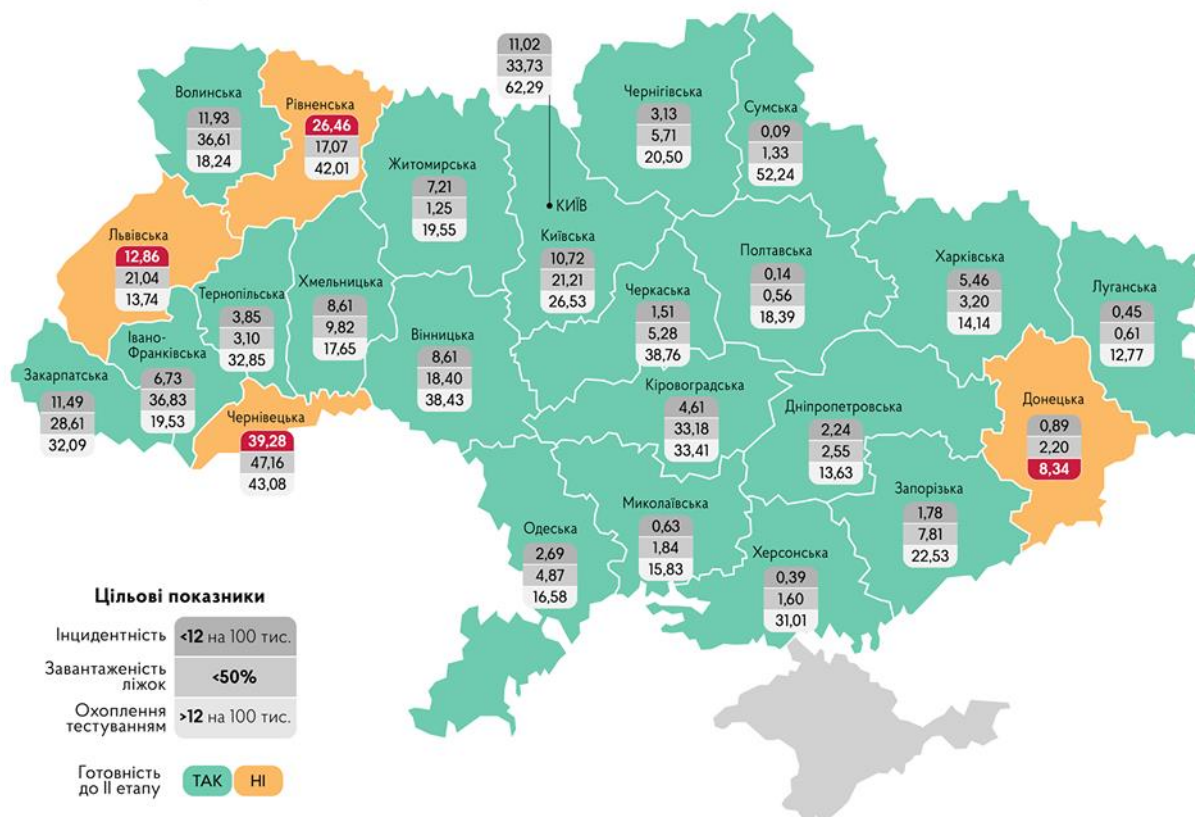 11,02
33,73
62,29
Волинська
11,93
36,61
18,24
Рівненська
26,46
17,07
42,01
Житомирська
7,21
1,25
19,55
КИЇВ
Київська
10,72
21,21
26,53
Чернігівська
3,13
5,71
20,50
Сумська
0,09
1,33
52,24
Львівська
12,86
21,04
13,74
Тернопільська
3,85
3,10
32,85
Хмельницька
8,61
9,82
17,65
Вінницька
8,61
18,40
38,43
Черкаська
1,51
5,28
38,76
Полтавська
0,14
0,56
18,39
Харківська
5,46
3,20
14,14
Луганська
0,45
0,61
12,77
Закарпатська
11,49
28,61
32,09
Івано-
Франківська
6,73
36,83
19,53
Чернівецька
39,28
47,16
43,08
Кіровоградська
4,61
33,18
33,41
Дніпропетровська
2,24
2,55
13,63
Донецька
0,89
2,20
8,34
Одеська
2,69
4,87
16,58
Миколаївська
0,63
1,84
15,83
Херсонська
0,39
1,60
31,01
Запорізька
1,78
7,81
22,53
Цільові показники
Інцидентність <12 на 100 тис.
Завантаженість
ліжок
<50%
Охоплення
тестуванням
>12 на 100 тис.
Готовність
до ІІ етапу
ТАК НІ